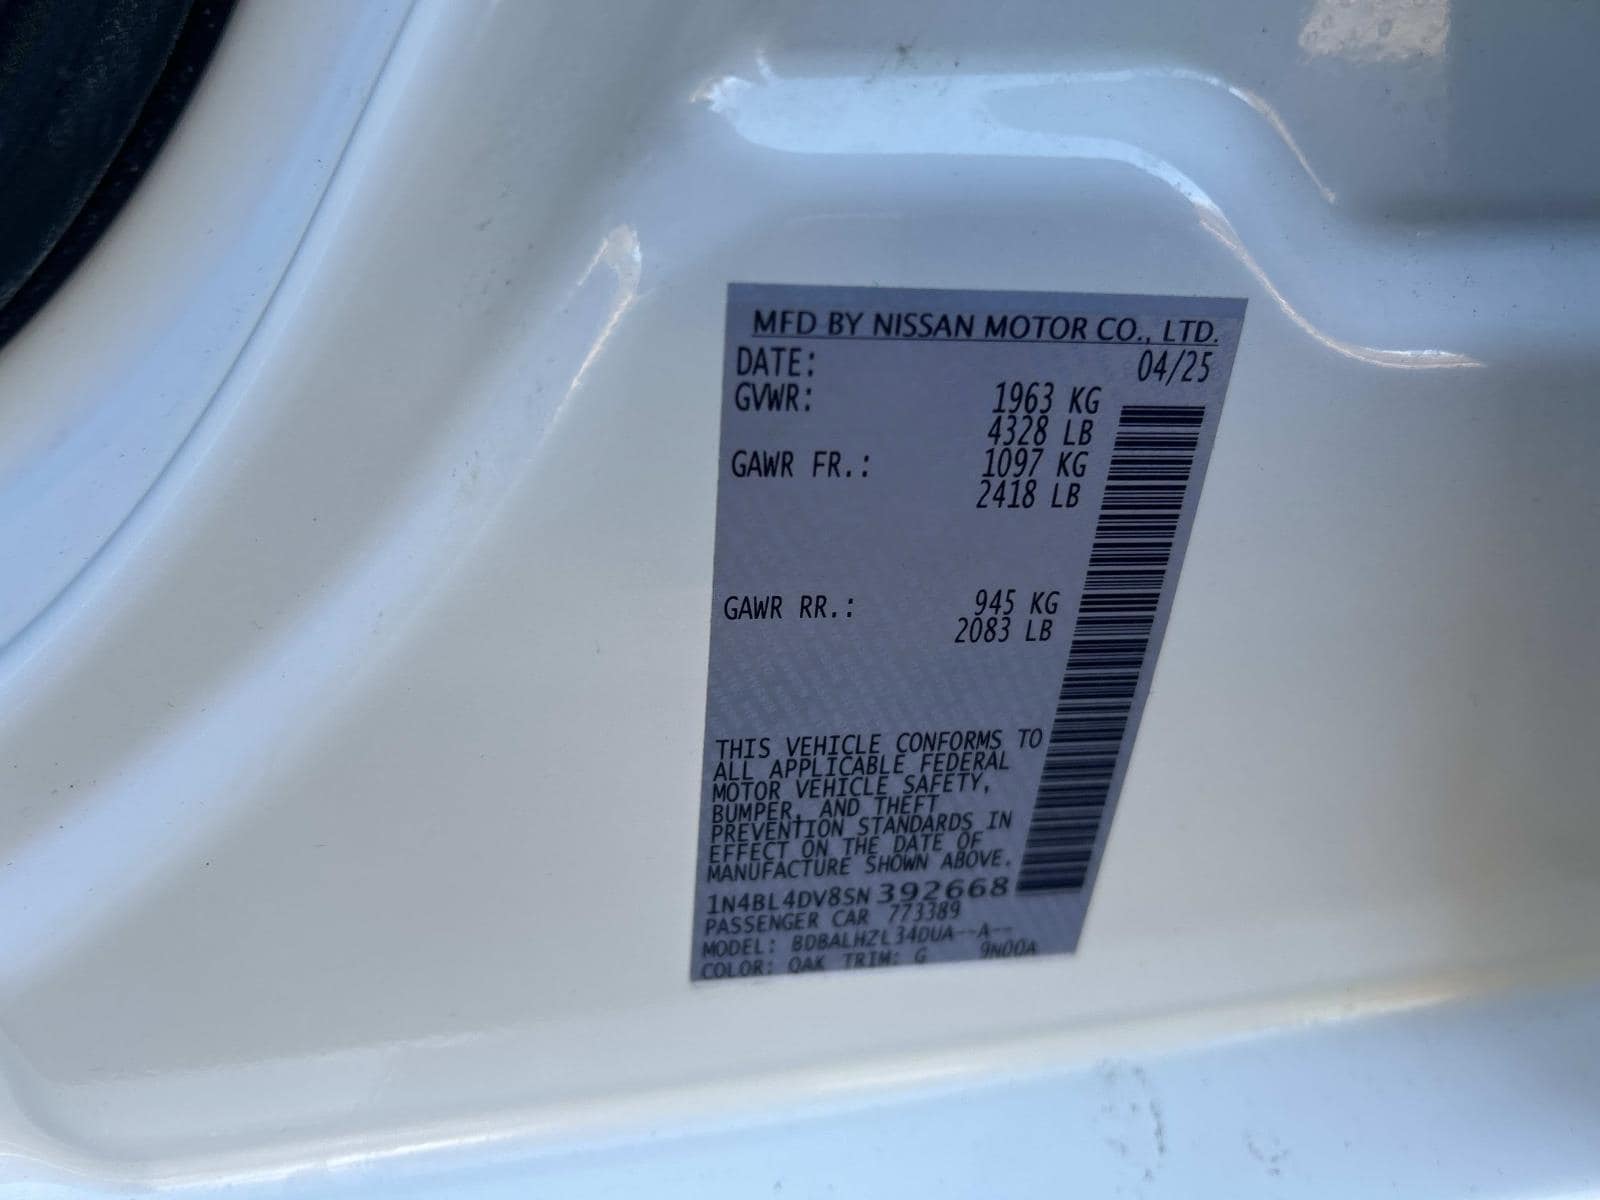 MFD BY NISSAN MOTOR CO., LTD.
DATE: 04/25
GVWR: 1963 KG
4328 LB
GAWR FR.: 1097 KG
2418 LB
GAWR RR.: 945 KG
2083 LB
THIS VEHICLE CONFORMS TO
ALL APPLICABLE FEDERAL
MOTOR VEHICLE SAFETY,
BUMPER, AND THEFT
PREVENTION STANDARDS IN
EFFECT ON THE DATE OF
MANUFACTURE SHOWN ABOVE.
1N4BL4DV8SN392668
PASSENGER CAR 773389
MODEL: BDBALHZL34DUA--A--
COLOR: QAK TRIM: G 9N00A